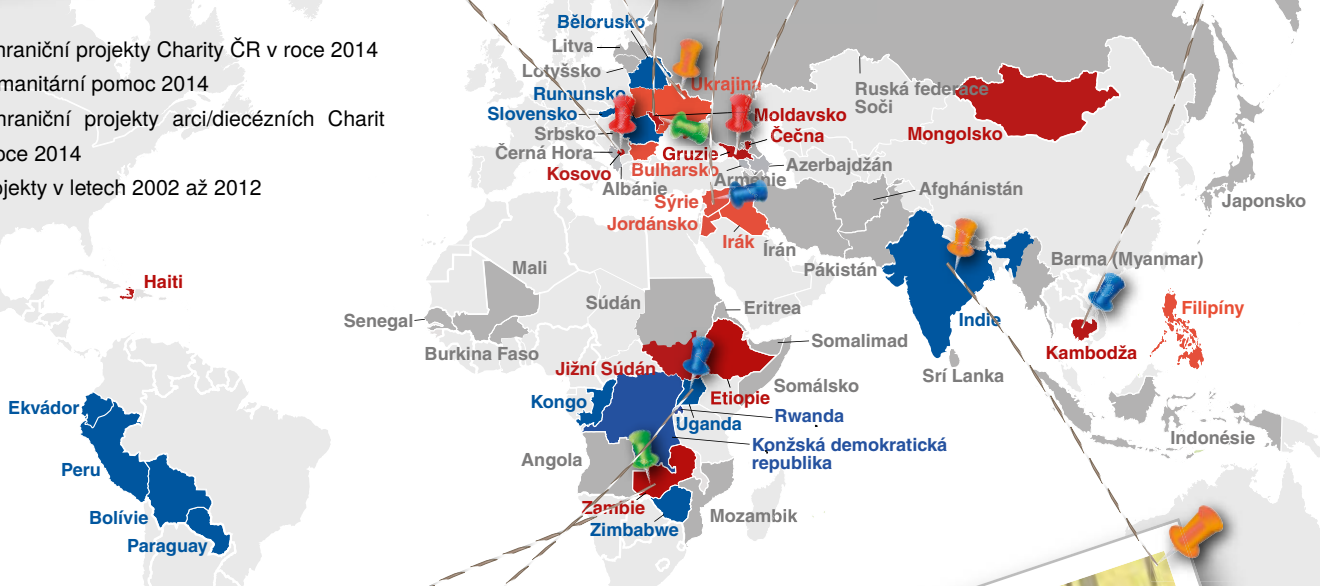 hraniční projekty Charity ČR v roce 2014
manitární pomoc 2014
hraniční projekty arci/diecézních Charit
oce 2014
jekty v letech 2002 až 2012
Bělorusko
Litva
Lotyšsko
Ukrajina
Rumunsko
Slovensko
Srbsko
Černá Hora
Kosovo
Albánie
Moldavsko
Čečna
Gruzie
Bulharsko
Arménie
Azerbajdžán
Ruská federace
Soči
Mongolsko
Afghánistán
Japonsko
Sýrie
Jordánsko
Irák
Írán
Pákistán
Barma (Myanmar)
Indie
Filipíny
Kambodža
Srí Lanka
Indonésie
Haiti
Mali
Senegal
Burkina Faso
Súdán
Eritrea
Somalimad
Jižní Súdán
Somálsko
Etiopie
Kongo
Uganda
Rwanda
Konžská demokratická
republika
Angola
Zambie
Zimbabwe
Mozambik
Ekvádor
Peru
Bolívie
Paraguay